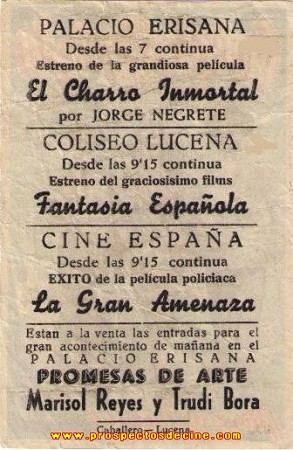 PALACIO ERISANA
Desde las 7 continua
Estreno de la grandiosa película
El Charro Inmortal
por JORGE NEGRETE
COLISEO LUCENA
Desde las 9'15 continua
Estreno del graciosisimo films
Fantasia Española
CINE ESPAÑA
Desde las 9'15 continua
EXITO de la película policiaca
La Gran Amenaza
Estan a la venta las entradas para el
gran acontecimiento de mañana en el
PALACIO ERISANA
PROMESAS DE ARTE
Marisol Reyes y Trudi Bora
Caballero—Lucena
www.prospectosdecine.com